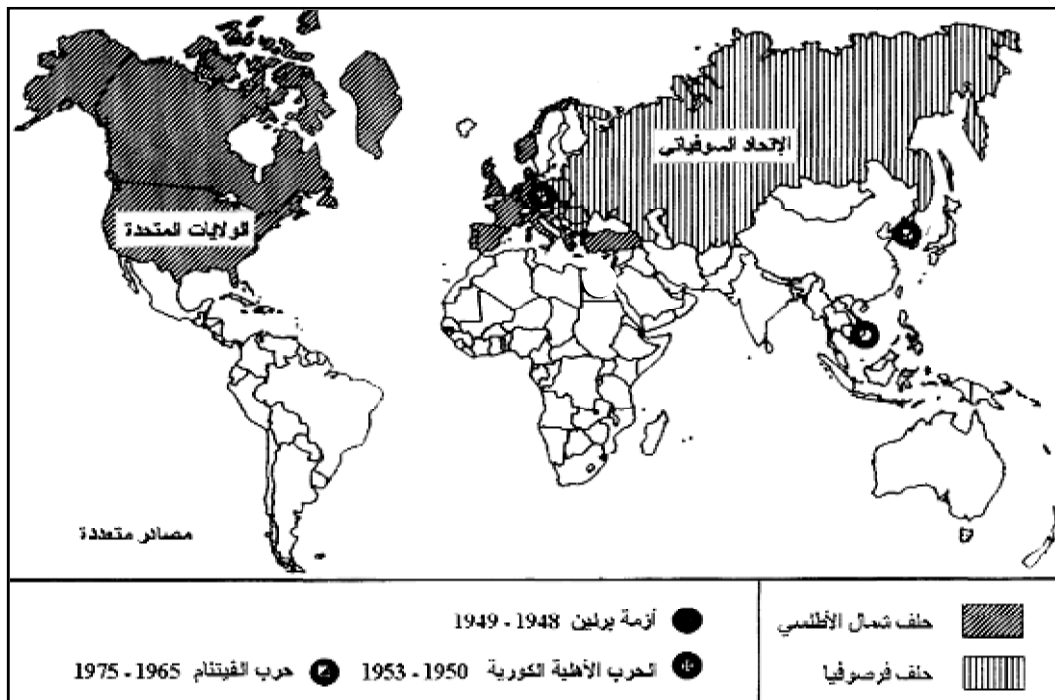 الإتحاد السوفياتي
الولايات المتحدة
مصادر متعددة
حلف شمال الأطلسي
حلف فرصوفيا
أزمة برلين 1948 - 1949
الحرب الأهلية الكورية 1950 - 1953
حرب الفيتنام 1965 - 1975